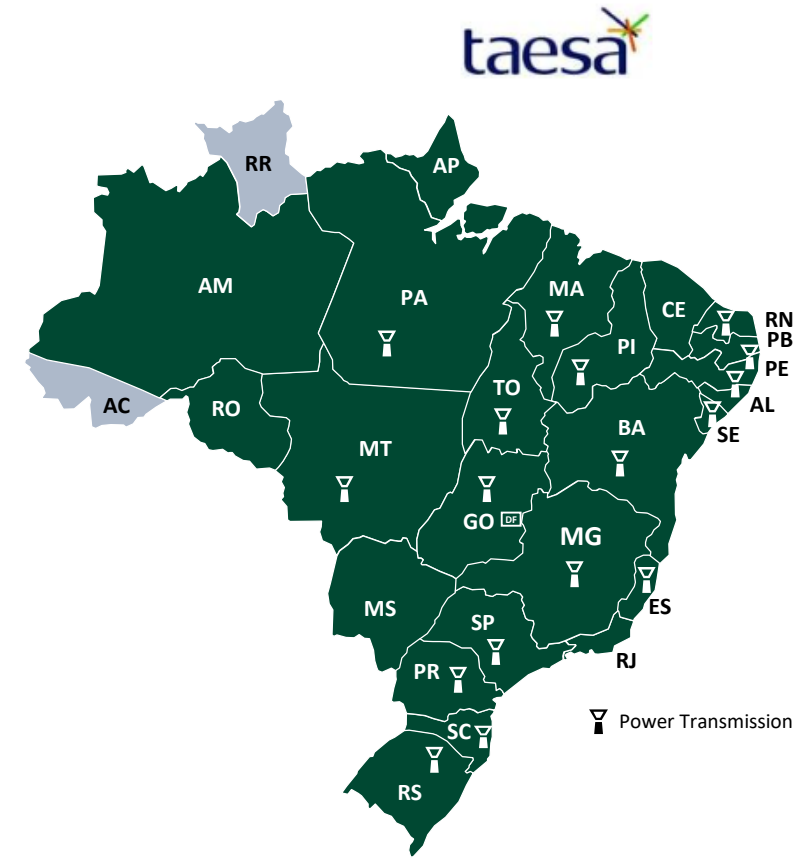 taesa
RR
AP
AM
PA
MA
CE
RN
PB
PI
PE
TO
AC
RO
AL
BA
SE
MT
GO
DF
MG
MS
ES
SP
RJ
PR
Power Transmission
SC
RS